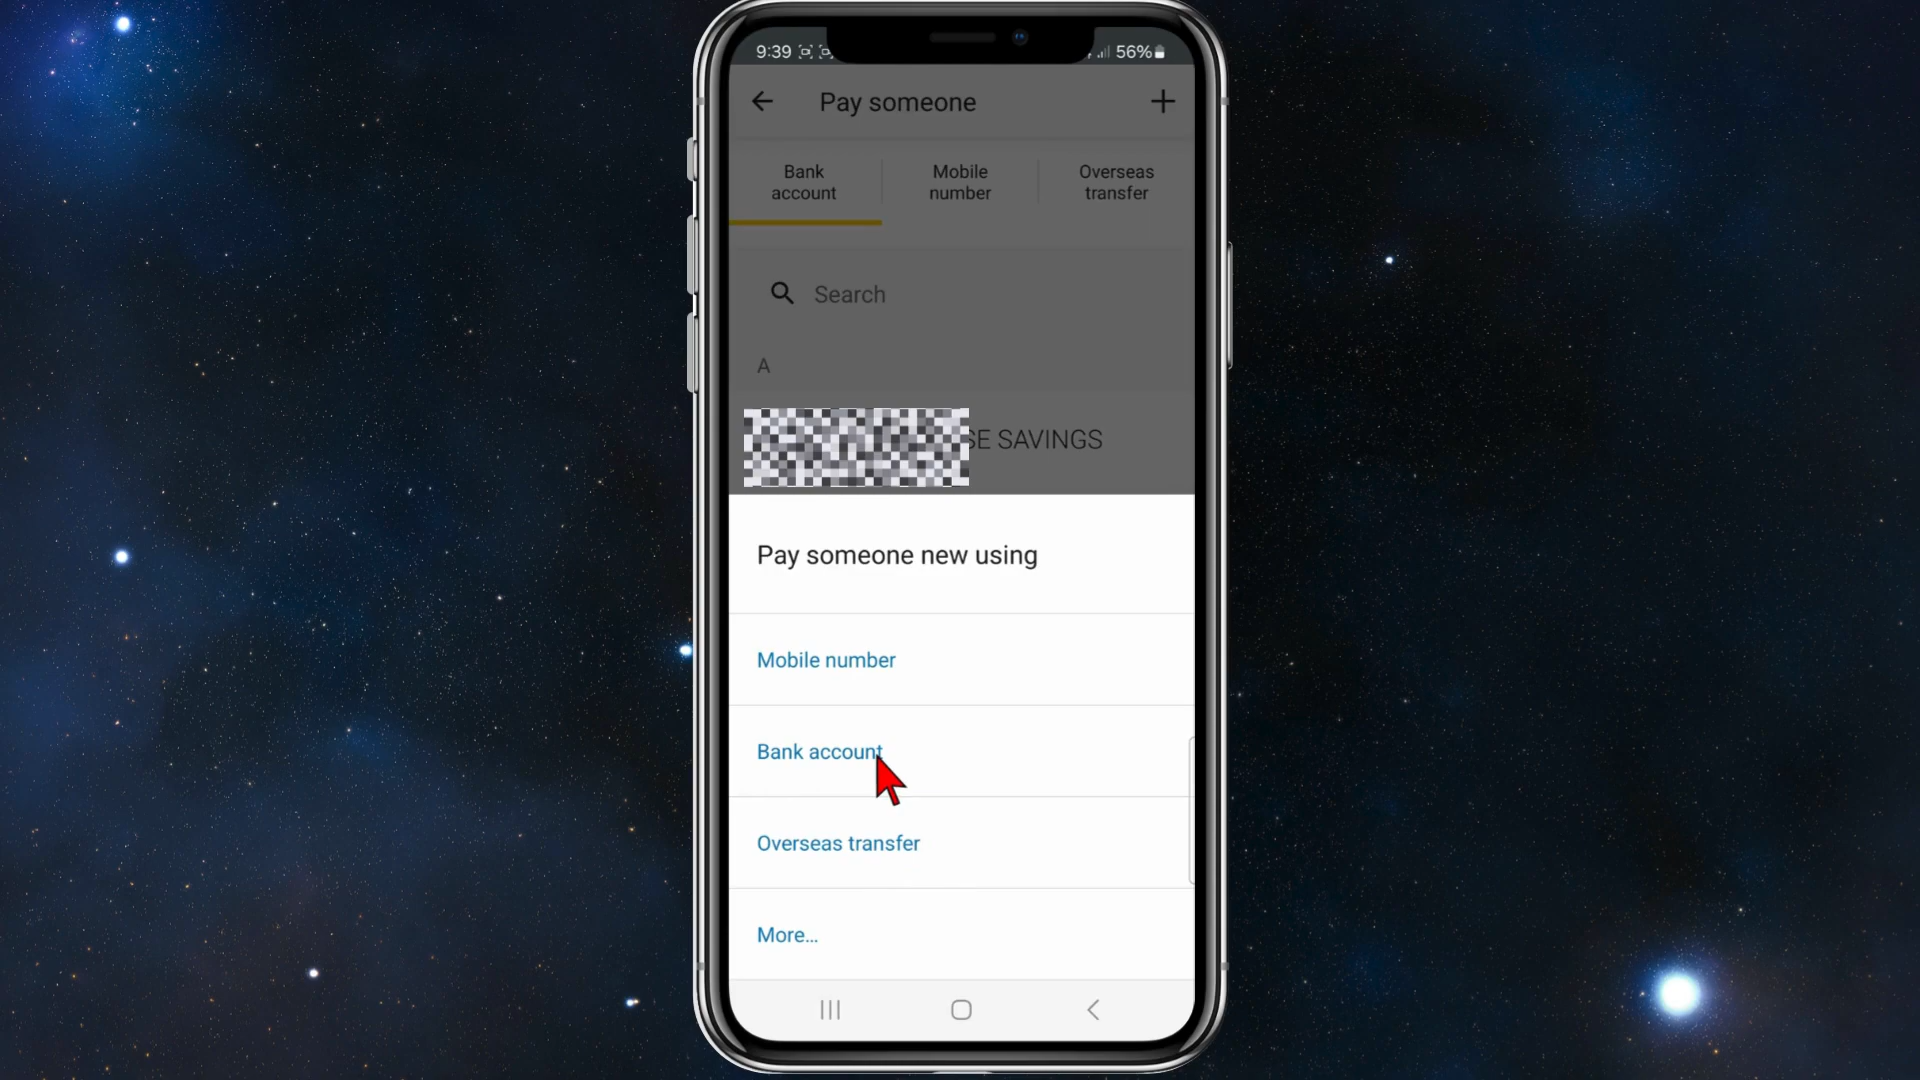 9:39
56%
Pay someone
Bank account
Mobile number
Overseas transfer
Search
A
SAVINGS
Pay someone new using
Mobile number
Bank account
Overseas transfer
More...